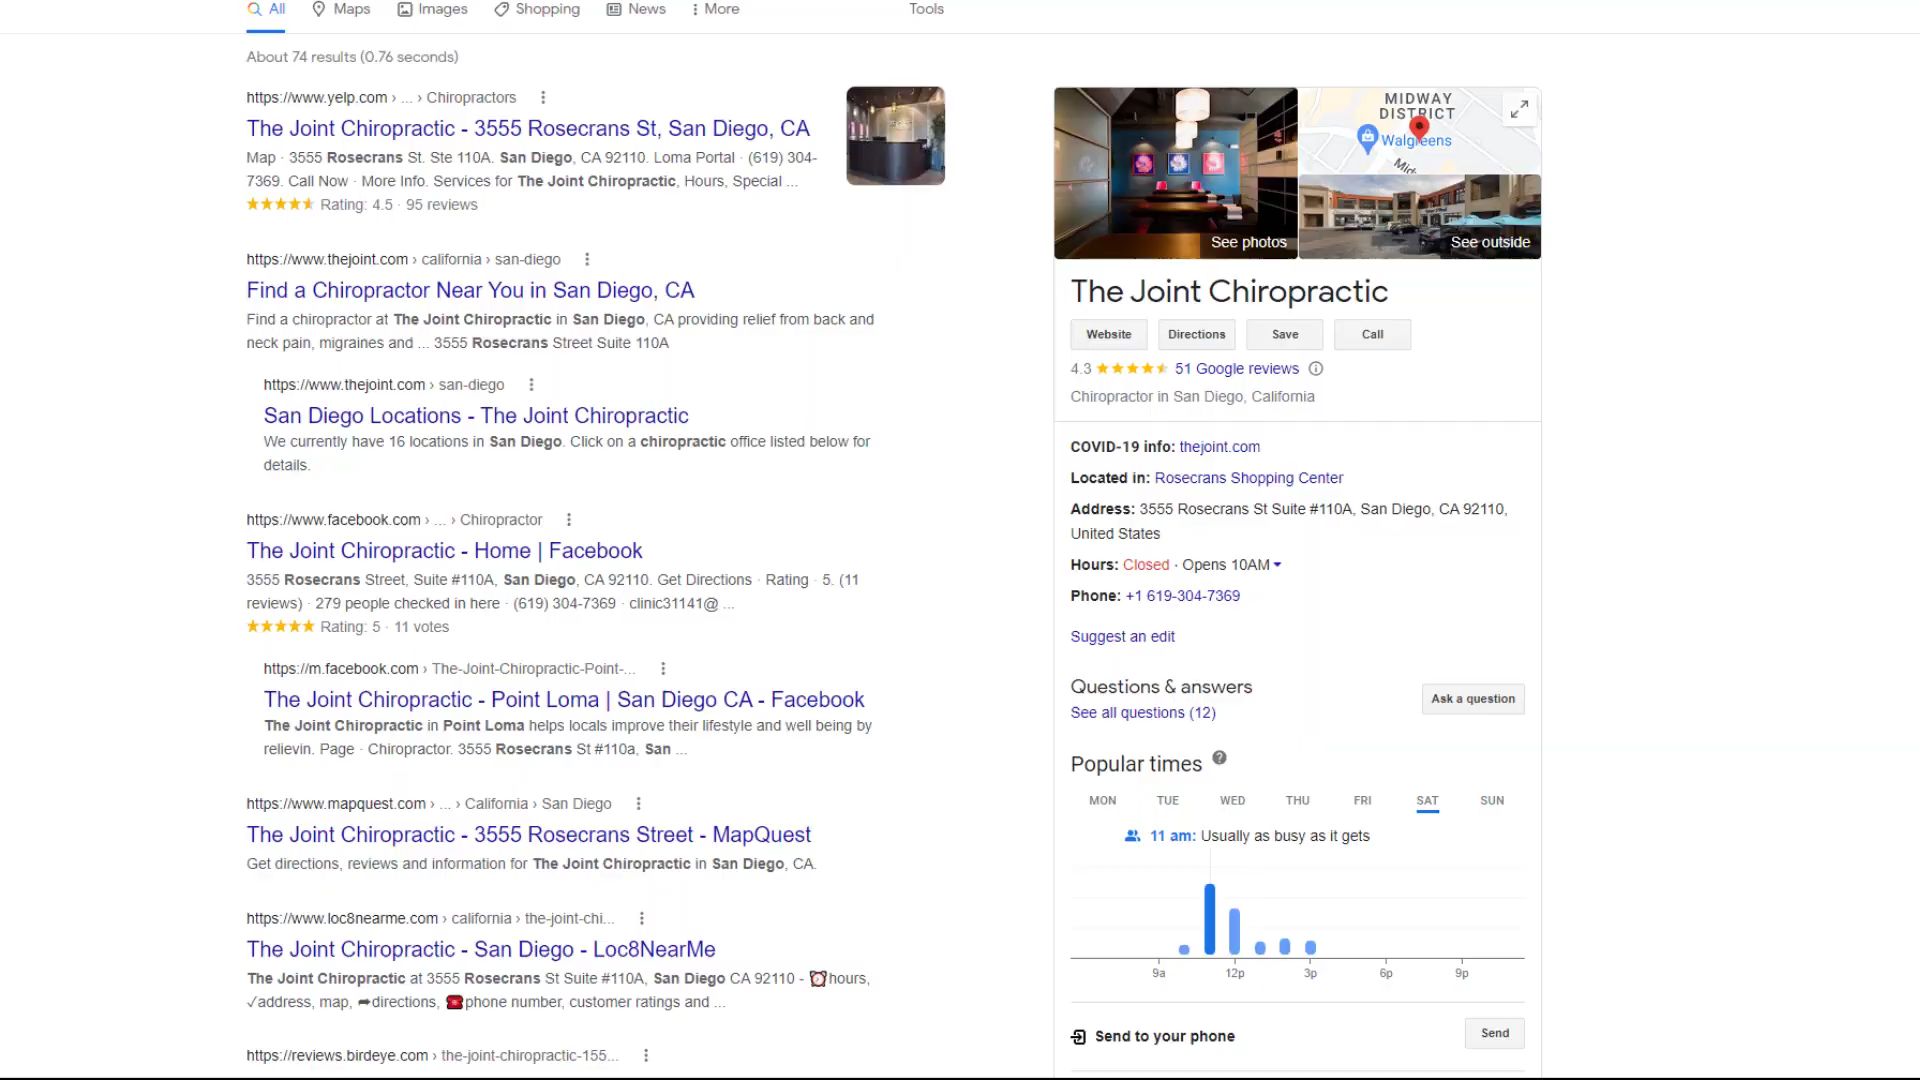 All Maps Images Shopping News More Tools
About 74 results (0.76 seconds)
https://www.yelp.com › ... › Chiropractors
The Joint Chiropractic - 3555 Rosecrans St, San Diego, CA
Map · 3555 Rosecrans St. Ste 110A. San Diego, CA 92110. Loma Portal · (619) 304-
7369. Call Now · More Info. Services for The Joint Chiropractic, Hours, Special ...
Rating: 4.5 · 95 reviews
https://www.thejoint.com › california › san-diego
Find a Chiropractor Near You in San Diego, CA
Find a chiropractor at The Joint Chiropractic in San Diego, CA providing relief from back and
neck pain, migraines and ... 3555 Rosecrans Street Suite 110A
https://www.thejoint.com › san-diego
San Diego Locations - The Joint Chiropractic
We currently have 16 locations in San Diego. Click on a chiropractic office listed below for
details.
https://www.facebook.com › ... › Chiropractor
The Joint Chiropractic - Home | Facebook
3555 Rosecrans Street, Suite #110A, San Diego, CA 92110. Get Directions · Rating · 5. (11
reviews) · 279 people checked in here · (619) 304-7369 · clinic31141@ ...
Rating: 5 · 11 votes
https://m.facebook.com › The-Joint-Chiropractic-Point-...
The Joint Chiropractic - Point Loma | San Diego CA - Facebook
The Joint Chiropractic in Point Loma helps locals improve their lifestyle and well being by
relievin. Page · Chiropractor. 3555 Rosecrans St #110a, San ...
https://www.mapquest.com › ... › California › San Diego
The Joint Chiropractic - 3555 Rosecrans Street - MapQuest
Get directions, reviews and information for The Joint Chiropractic in San Diego, CA.
https://www.loc8nearme.com › california › the-joint-chi...
The Joint Chiropractic - San Diego - Loc8NearMe
The Joint Chiropractic at 3555 Rosecrans St Suite #110A, San Diego CA 92110 - ⏰hours,
✓address, map, ➦directions, ☎️phone number, customer ratings and ...
https://reviews.birdeye.com › the-joint-chiropractic-155...
See photos
MIDWAY
DISTRICT
Walgreens
See outside
The Joint Chiropractic
Website Directions Save Call
4.3 51 Google reviews
Chiropractor in San Diego, California
COVID-19 info: thejoint.com
Located in: Rosecrans Shopping Center
Address: 3555 Rosecrans St Suite #110A, San Diego, CA 92110,
United States
Hours: Closed · Opens 10AM
Phone: +1 619-304-7369
Suggest an edit
Questions & answers
See all questions (12)
Ask a question
Popular times
MON TUE WED THU FRI SAT SUN
11 am: Usually as busy as it gets
9a 12p 3p 6p 9p
Send to your phone
Send